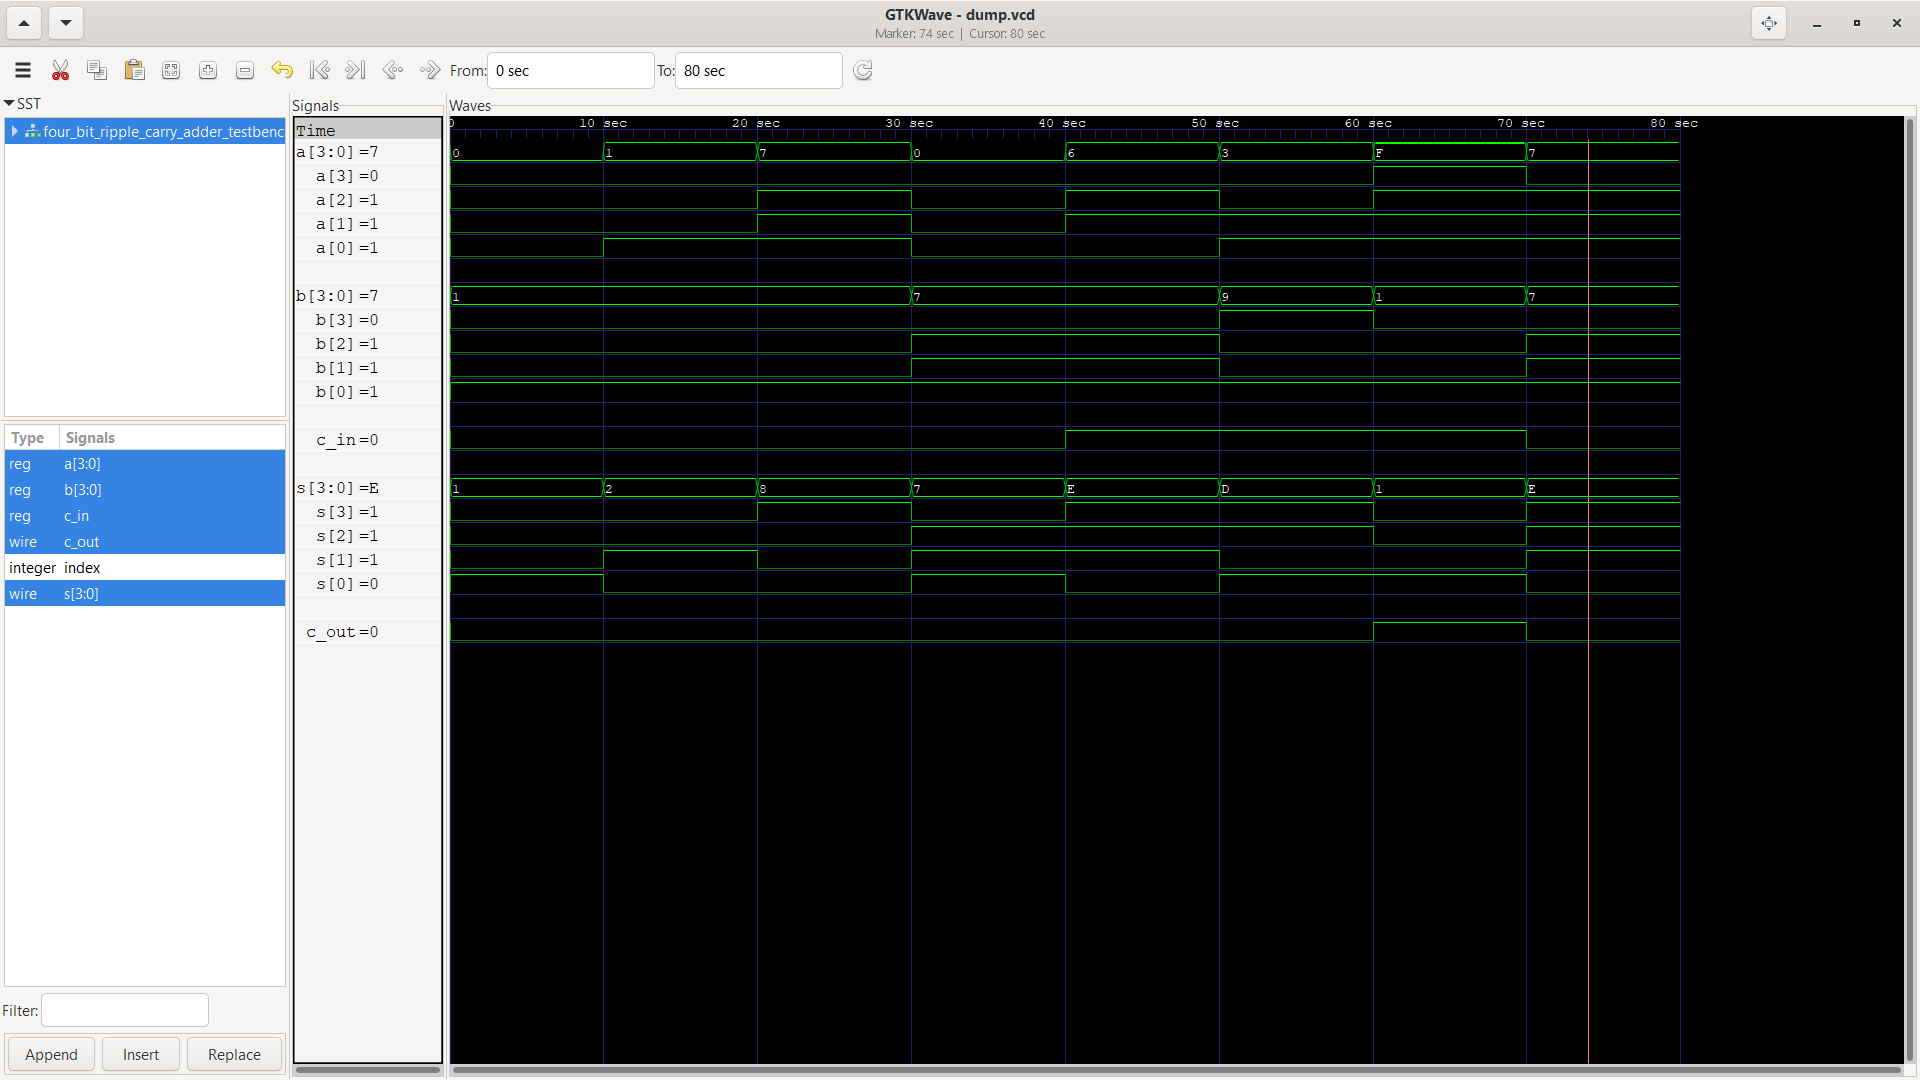 GTKWave - dump.vcd
Marker: 74 sec | Cursor: 80 sec
From: 0 sec To: 80 sec
SST
four_bit_ripple_carry_adder_testbenc
Type Signals
reg a[3:0]
reg b[3:0]
reg c_in
wire c_out
integer index
wire s[3:0]
Filter:
Append Insert Replace
Signals
Time
a[3:0] =7
a[3] =0
a[2] =1
a[1] =1
a[0] =1
b[3:0] =7
b[3] =0
b[2] =1
b[1] =1
b[0] =1
c_in =0
s[3:0] =E
s[3] =1
s[2] =1
s[1] =1
s[0] =0
c_out =0
Waves
0 10 sec 20 sec 30 sec 40 sec 50 sec 60 sec 70 sec 80 sec
0 1 7 0 6 3 F 7
1 7 9 1 7
1 2 8 7 E D 1 E